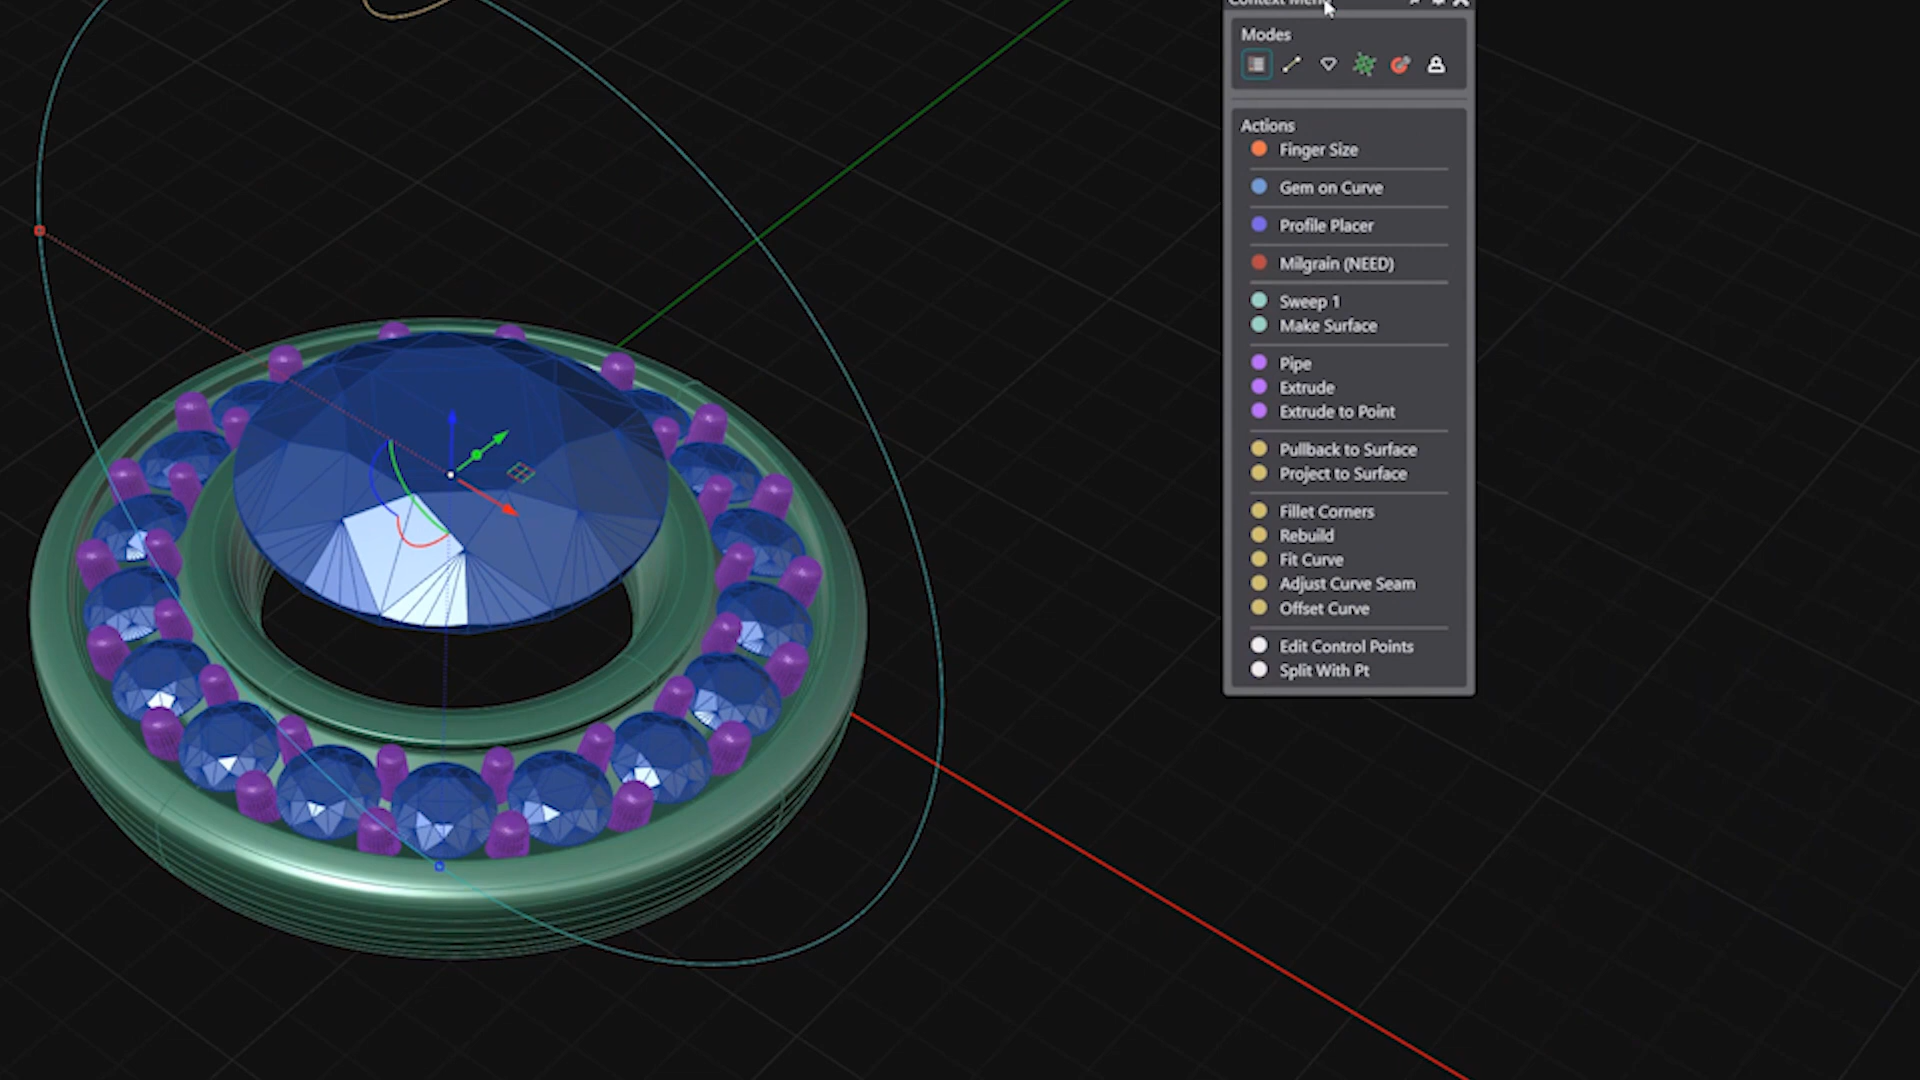 Context Menu
Modes
Actions
Finger Size
Gem on Curve
Profile Placer
Milgrain (NEED)
Sweep 1
Make Surface
Pipe
Extrude
Extrude to Point
Pullback to Surface
Project to Surface
Fillet Corners
Rebuild
Fit Curve
Adjust Curve Seam
Offset Curve
Edit Control Points
Split With Pt